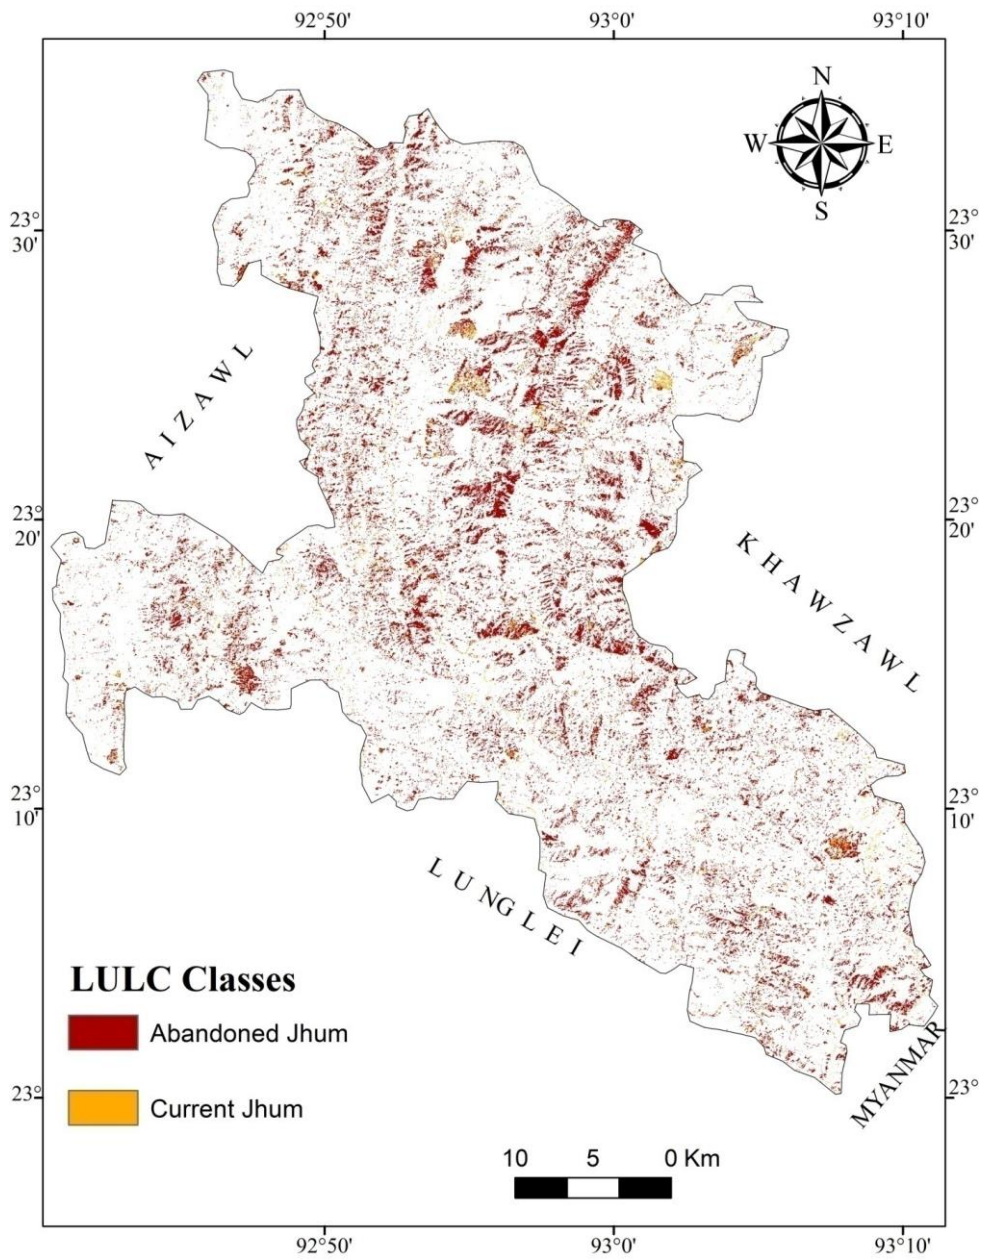 92°50' 93°0' 93°10'
N
W E
S
23°
30'
23°
30'
AIZAWL
23°
20'
23°
20'
KHAWZAWL
23°
10'
23°
10'
LUNGLEI
LULC Classes
Abandoned Jhum
Current Jhum
MYANMAR
23°
23°
10 5 0 Km
92°50' 93°0' 93°10'